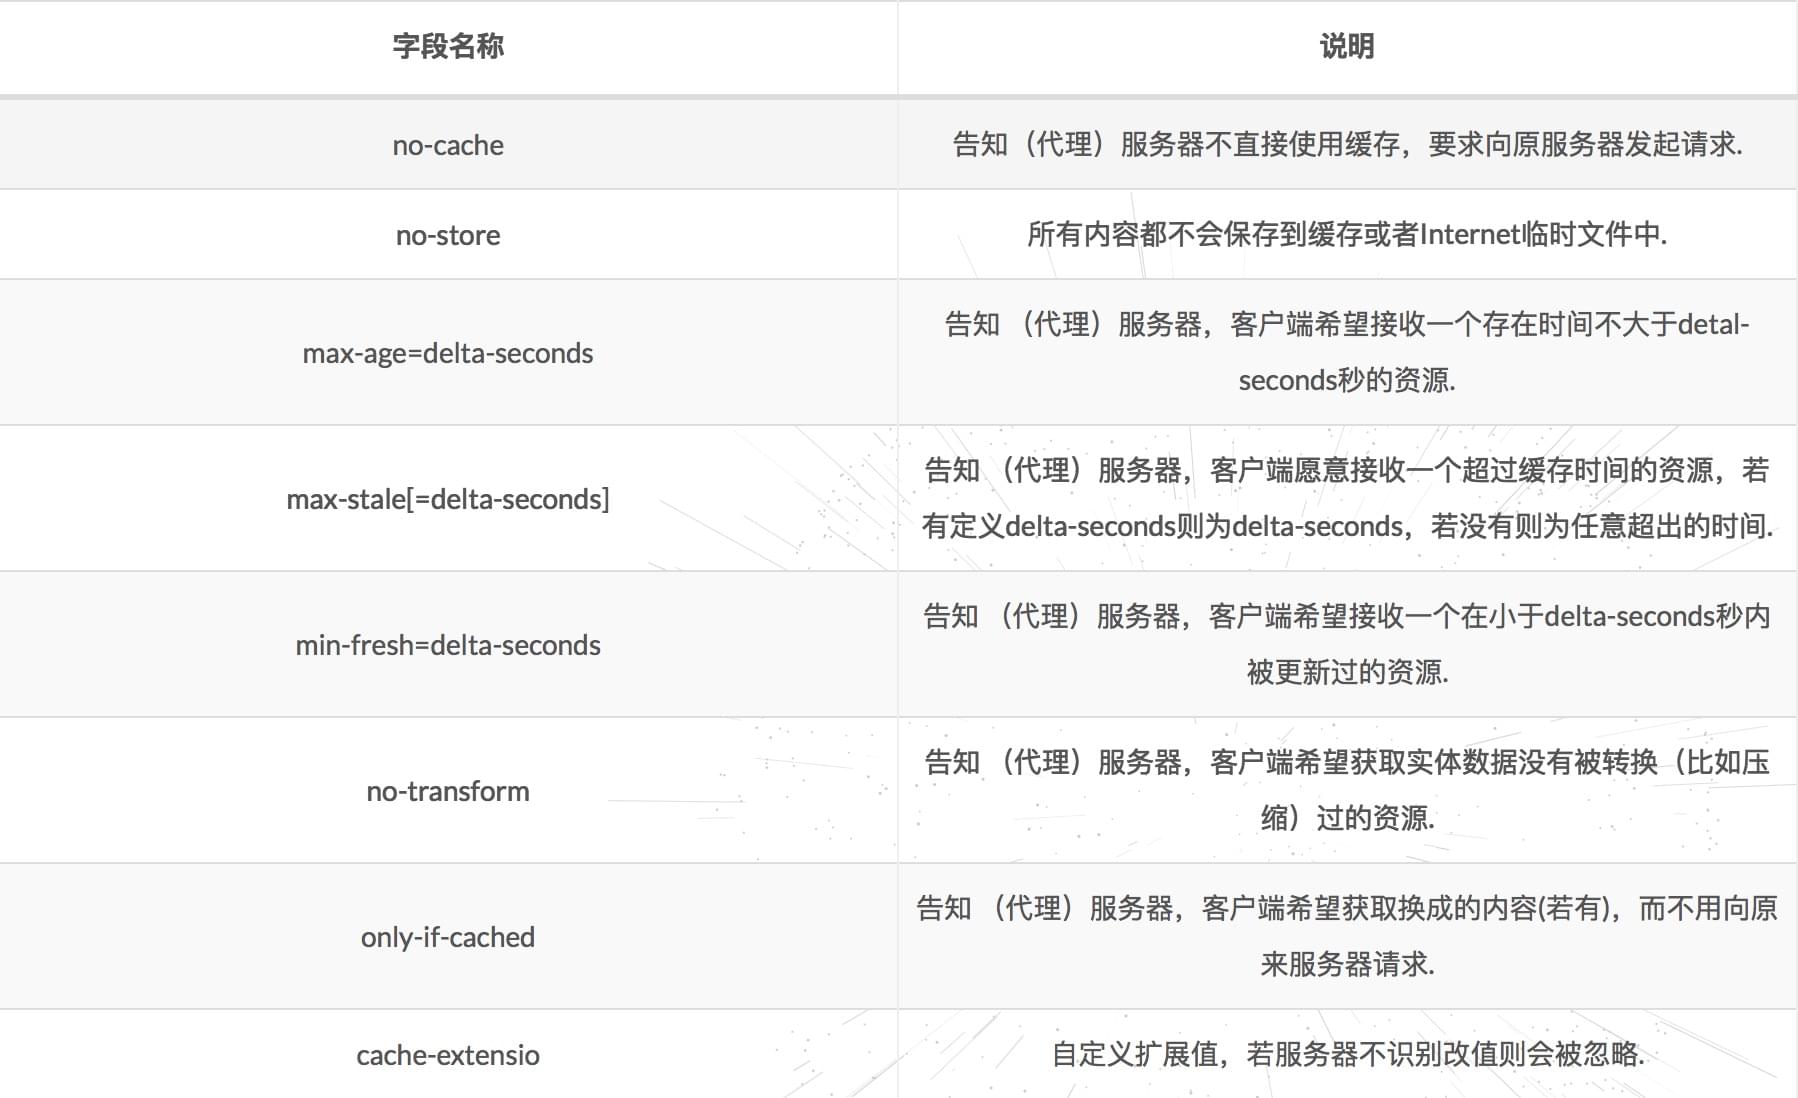 字段名称
说明
no-cache
告知（代理）服务器不直接使用缓存，要求向原服务器发起请求.
no-store
所有内容都不会保存到缓存或者Internet临时文件中.
max-age=delta-seconds
告知 （代理）服务器，客户端希望接收一个存在时间不大于detal-
seconds秒的资源.
max-stale[=delta-seconds]
告知 （代理）服务器，客户端愿意接收一个超过缓存时间的资源，若
有定义delta-seconds则为delta-seconds，若没有则为任意超出的时间.
min-fresh=delta-seconds
告知 （代理）服务器，客户端希望接收一个在小于delta-seconds秒内
被更新过的资源.
no-transform
告知 （代理）服务器，客户端希望获取实体数据没有被转换（比如压
缩）过的资源.
only-if-cached
告知 （代理）服务器，客户端希望获取换成的内容(若有)，而不用向原
来服务器请求.
cache-extensio
自定义扩展值，若服务器不识别改值则会被忽略.